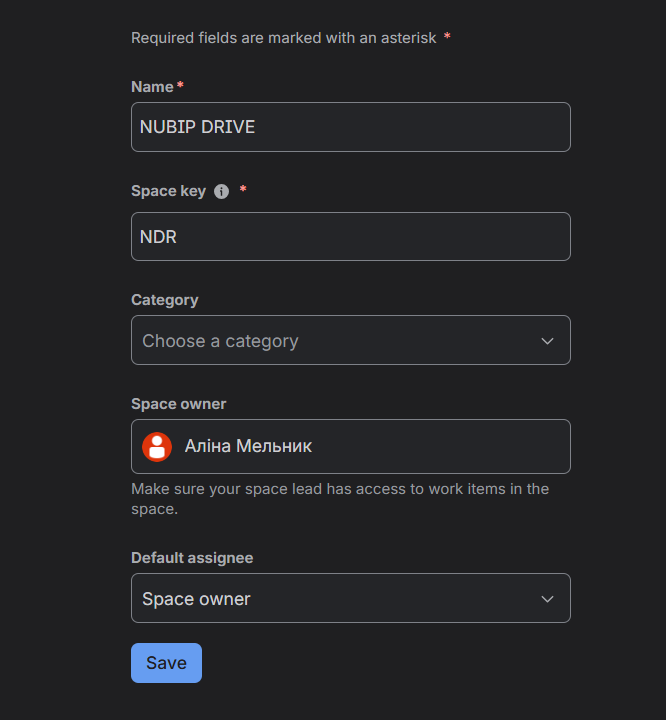 Required fields are marked with an asterisk *
Name *
NUBIP DRIVE
Space key i *
NDR
Category
Choose a category
Space owner
Аліна Мельник
Make sure your space lead has access to work items in the
space.
Default assignee
Space owner
Save